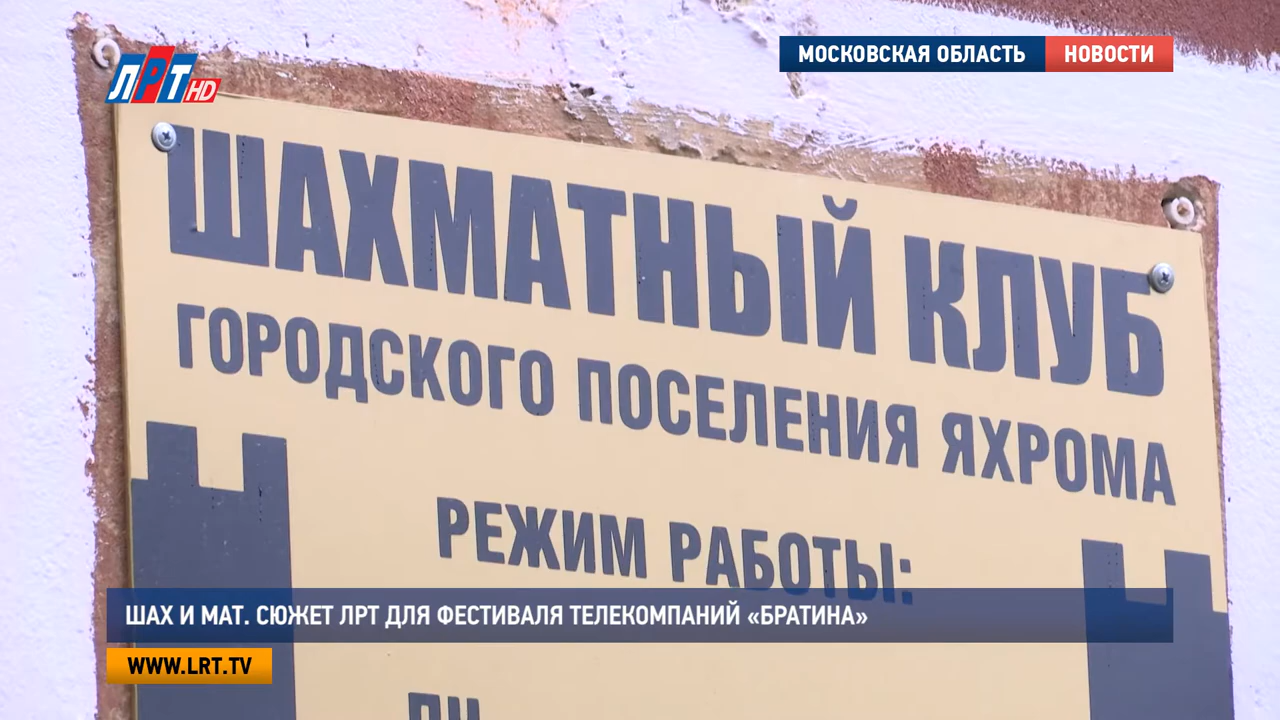 ЛРТ HD
МОСКОВСКАЯ ОБЛАСТЬ НОВОСТИ
ШАХМАТНЫЙ КЛУБ
ГОРОДСКОГО ПОСЕЛЕНИЯ ЯХРОМА
РЕЖИМ РАБОТЫ:
ШАХ И МАТ. СЮЖЕТ ЛРТ ДЛЯ ФЕСТИВАЛЯ ТЕЛЕКОМПАНИЙ «БРАТИНА»
WWW.LRT.TV